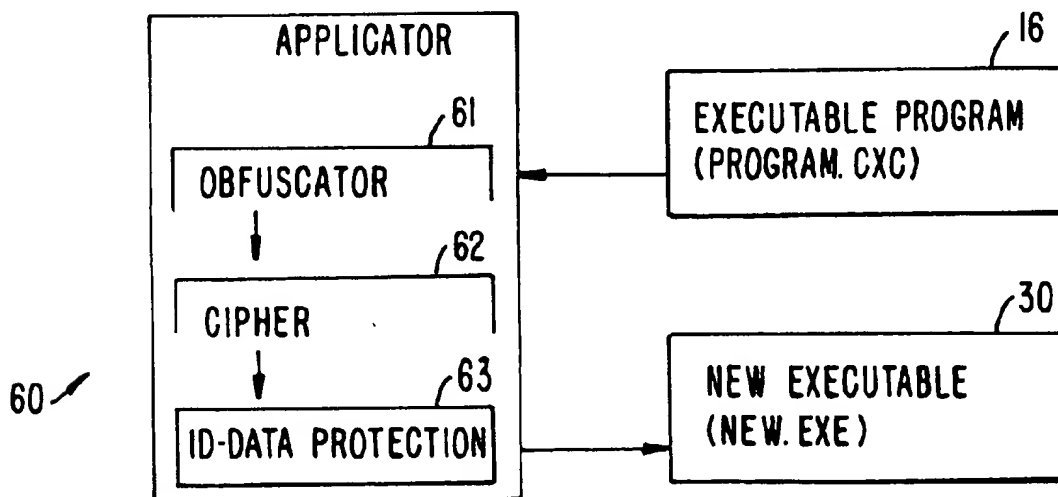 APPLICATOR
61
OBFUSCATOR
62
CIPHER
63
ID-DATA PROTECTION
60
16
EXECUTABLE PROGRAM
(PROGRAM. CXC)
30
NEW EXECUTABLE
(NEW. EXE)